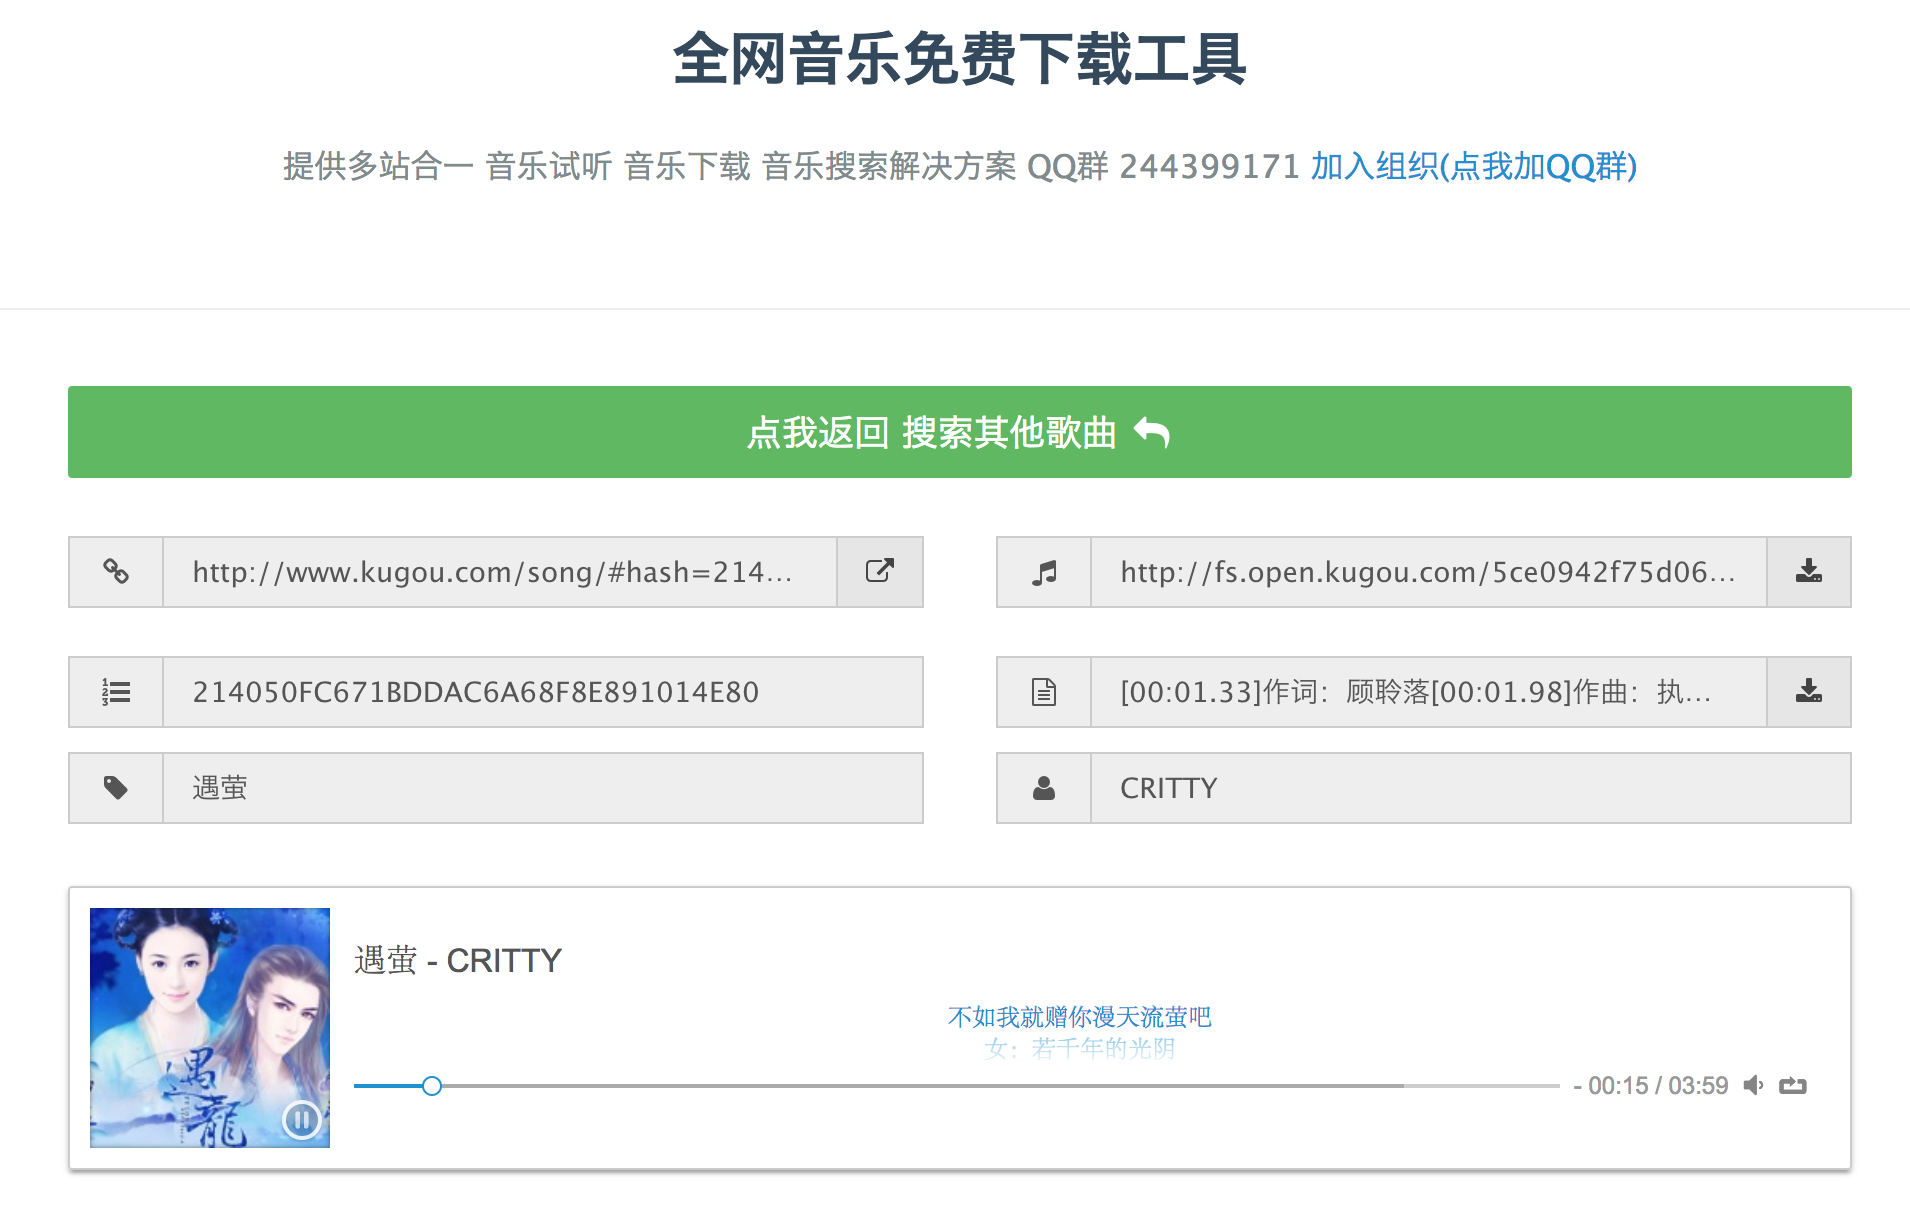 全网音乐免费下载工具
提供多站合一 音乐试听 音乐下载 音乐搜索解决方案 QQ群 244399171 加入组织(点我加QQ群)
点我返回 搜索其他歌曲
http://www.kugou.com/song/#hash=214...
http://fs.open.kugou.com/5ce0942f75d06...
214050FC671BDDAC6A68F8E891014E80
[00:01.33]作词：顾聆落[00:01.98]作曲：执...
遇萤
CRITTY
遇萤 - CRITTY
不如我就赠你漫天流萤吧
女：若千年的光阴
- 00:15 / 03:59
遇龍